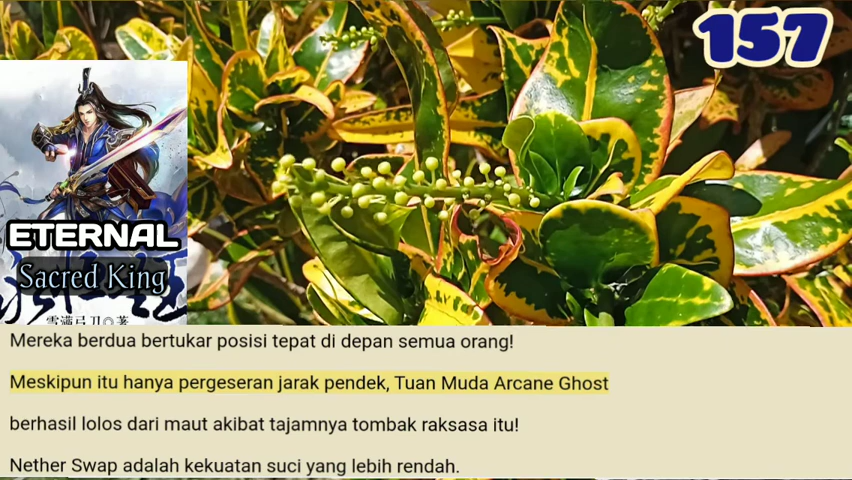 157
ETERNAL
Sacred King
Mereka berdua bertukar posisi tepat di depan semua orang!
Meskipun itu hanya pergeseran jarak pendek, Tuan Muda Arcane Ghost
berhasil lolos dari maut akibat tajamnya tombak raksasa itu!
Nether Swap adalah kekuatan suci yang lebih rendah.